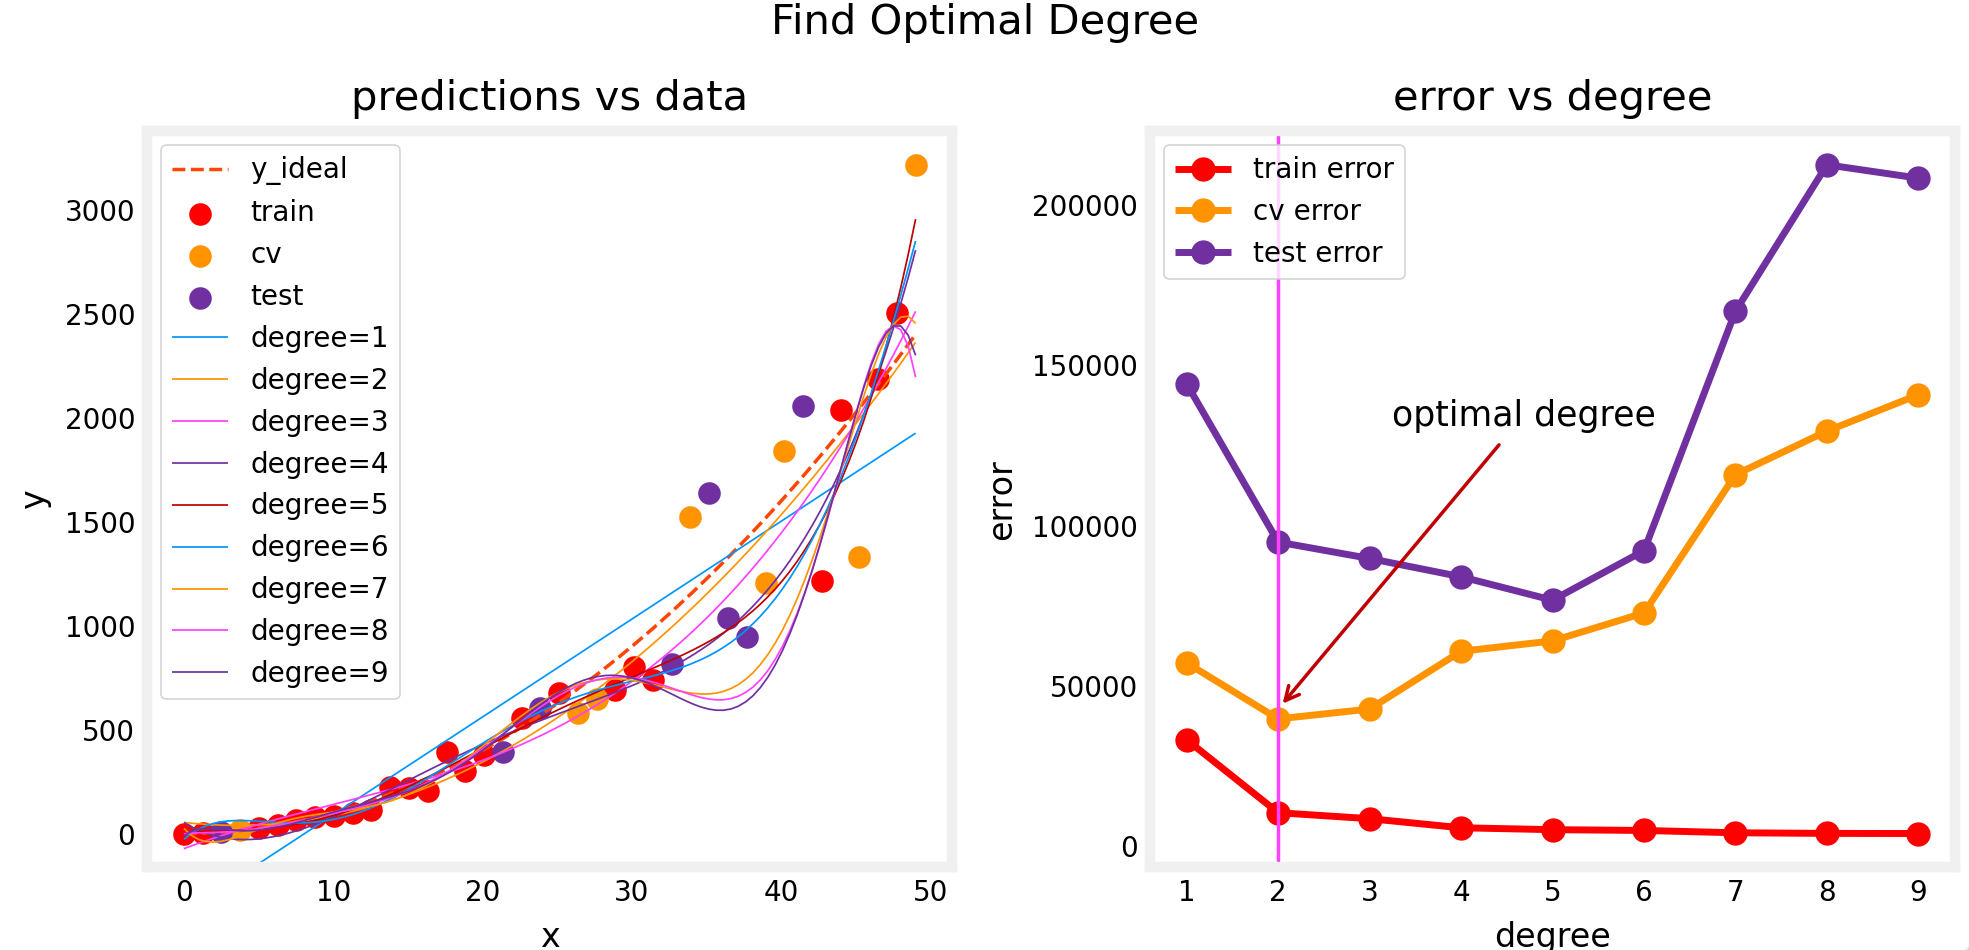 Find Optimal Degree
predictions vs data
y_ideal
train
cv
test
degree=1
degree=2
degree=3
degree=4
degree=5
degree=6
degree=7
degree=8
degree=9
3000
2500
2000
1500
1000
500
0
y
0 10 20 30 40 50
x
error vs degree
train error
cv error
test error
optimal degree
200000
150000
100000
50000
0
error
1 2 3 4 5 6 7 8 9
degree